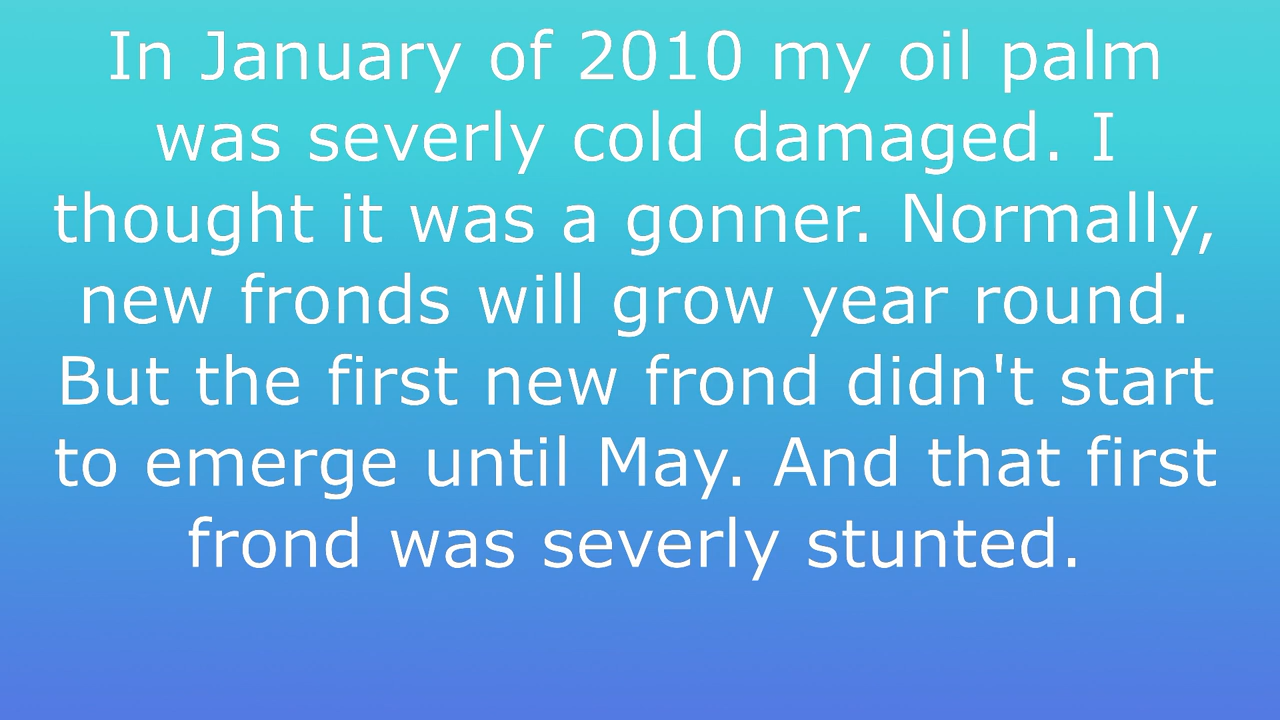 In January of 2010 my oil palm
was severly cold damaged. I
thought it was a gonner. Normally,
new fronds will grow year round.
But the first new frond didn't start
to emerge until May. And that first
frond was severly stunted.